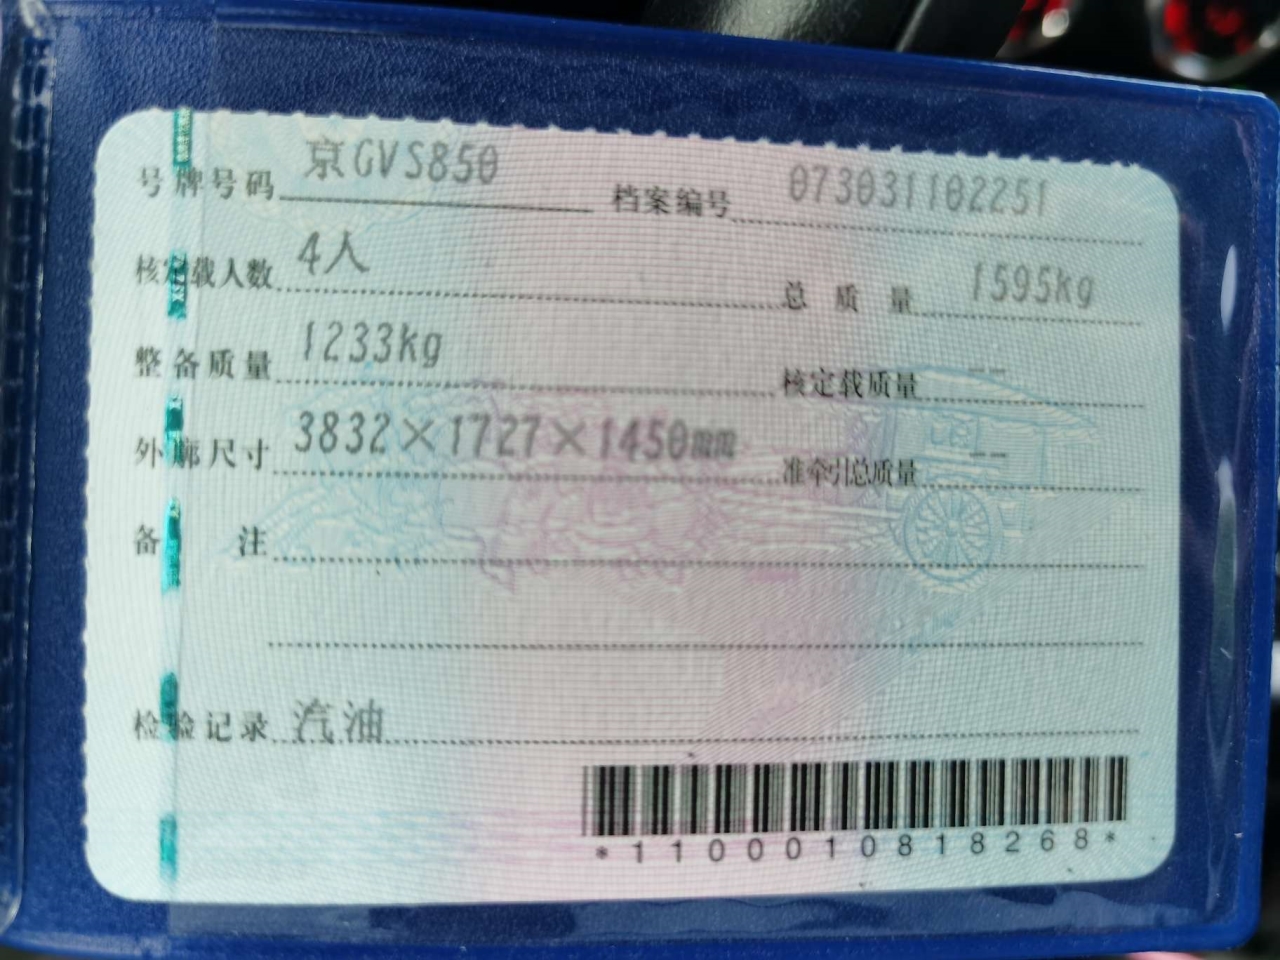 号牌号码 京GVS850 档案编号 073031102251
核定载人数 4人 总质量 1595kg
整备质量 1233kg 核定载质量 --
外廓尺寸 3832×1727×1450mm 准牵引总质量 --
备注
检验记录 汽油
*1100010818268*